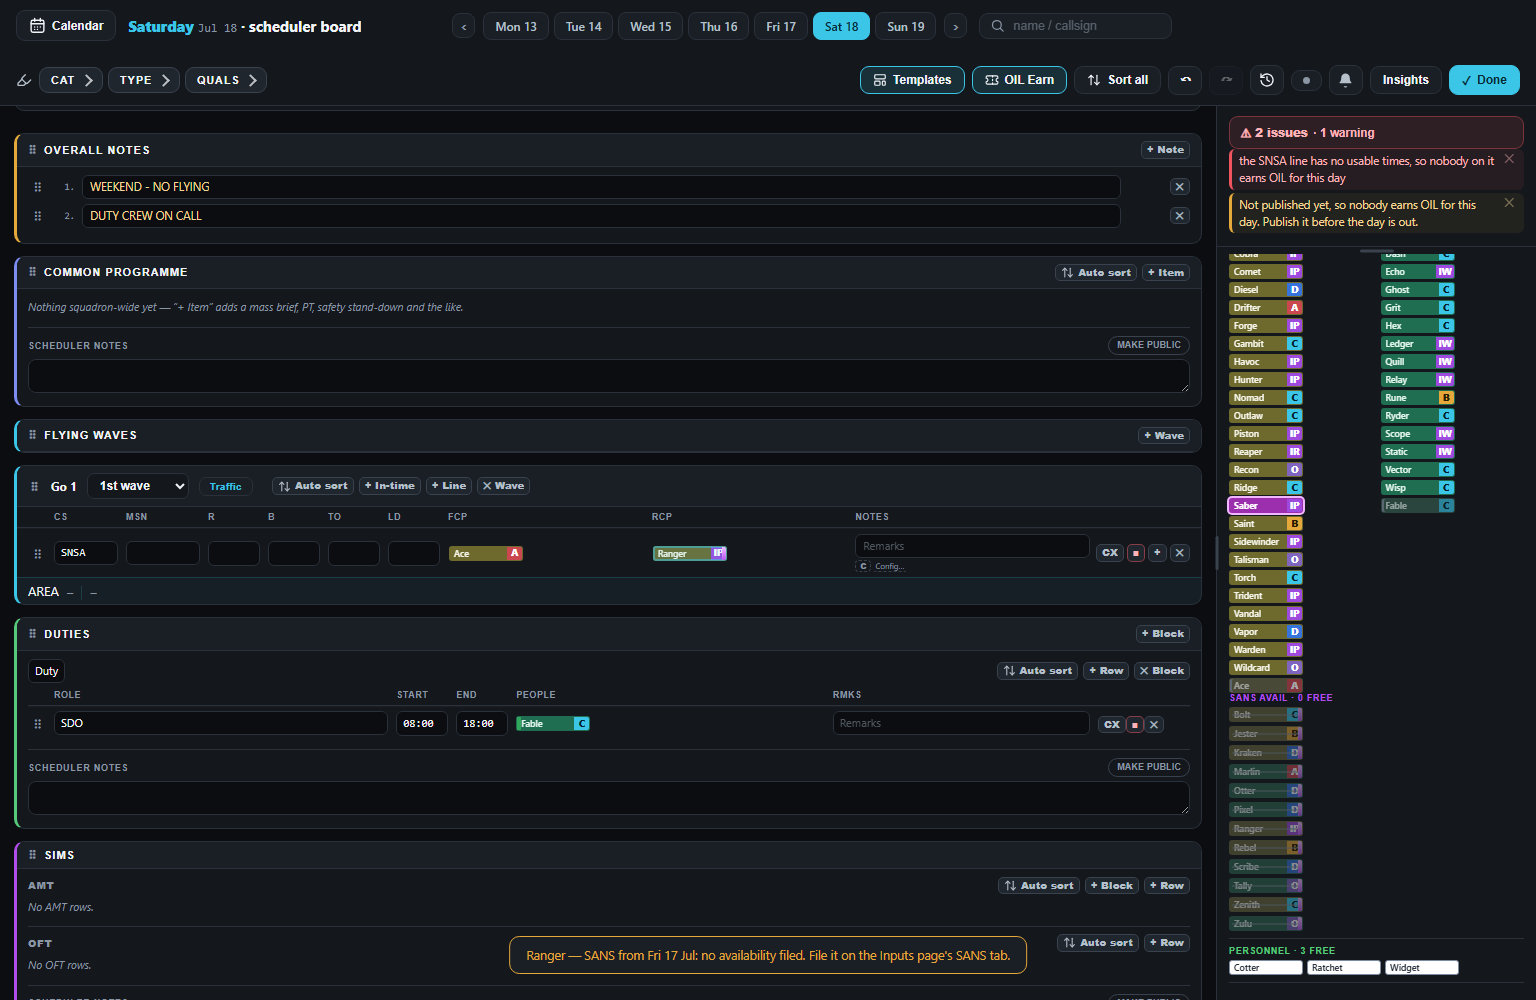 Calendar
Saturday Jul 18 · scheduler board
‹ Mon 13 Tue 14 Wed 15 Thu 16 Fri 17 Sat 18 Sun 19 ›
name / callsign
CAT TYPE QUALS
Templates OIL Earn Sort all Insights ✓ Done
OVERALL NOTES
+ Note
1. WEEKEND - NO FLYING ✕
2. DUTY CREW ON CALL ✕
COMMON PROGRAMME
Auto sort + Item
Nothing squadron-wide yet — "+ Item" adds a mass brief, PT, safety stand-down and the like.
SCHEDULER NOTES MAKE PUBLIC
FLYING WAVES
+ Wave
Go 1 1st wave Traffic Auto sort + In-time + Line ✕ Wave
CS MSN R B TO LD FCP RCP NOTES
SNSA Ace A Ranger IP Remarks CX ■ + ✕
C Config...
AREA – | –
DUTIES
+ Block
Duty Auto sort + Row ✕ Block
ROLE START END PEOPLE RMKS
SDO 08:00 18:00 Fable C Remarks CX ■ ✕
SCHEDULER NOTES MAKE PUBLIC
SIMS
AMT Auto sort + Block + Row
No AMT rows.
OFT Auto sort + Row
No OFT rows.
Ranger — SANS from Fri 17 Jul: no availability filed. File it on the Inputs page's SANS tab.
⚠ 2 issues · 1 warning
the SNSA line has no usable times, so nobody on it
earns OIL for this day
Not published yet, so nobody earns OIL for this
day. Publish it before the day is out.
Cobra IP
Comet IP
Diesel D
Drifter A
Forge IP
Gambit C
Havoc IP
Hunter IP
Nomad C
Outlaw C
Piston IP
Reaper IR
Recon O
Ridge C
Saber IP
Saint B
Sidewinder IP
Talisman O
Torch C
Trident IP
Vandal IP
Vapor D
Warden IP
Wildcard O
Ace A
Dash C
Echo IW
Ghost C
Grit C
Hex C
Ledger IW
Quill IW
Relay IW
Rune B
Ryder C
Scope IW
Static IW
Vector C
Wisp C
Fable C
SANS AVAIL · 0 FREE
Bolt C
Jester B
Kraken D
Marlin A
Otter D
Pixel D
Ranger IP
Rebel B
Scribe D
Tally O
Zenith C
Zulu O
PERSONNEL · 3 FREE
Cotter Ratchet Widget